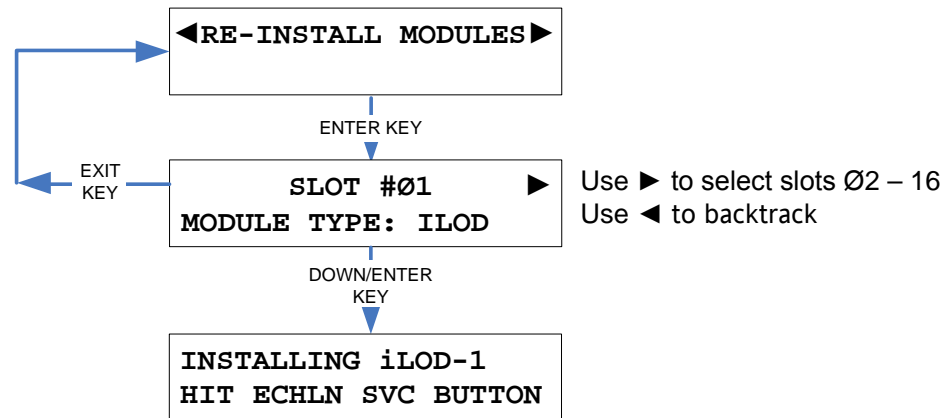 ◄RE-INSTALL MODULES►
ENTER KEY
EXIT
KEY
SLOT #Ø1 ►
MODULE TYPE: ILOD
Use ► to select slots Ø2 – 16
Use ◄ to backtrack
DOWN/ENTER
KEY
INSTALLING iLOD-1
HIT ECHLN SVC BUTTON